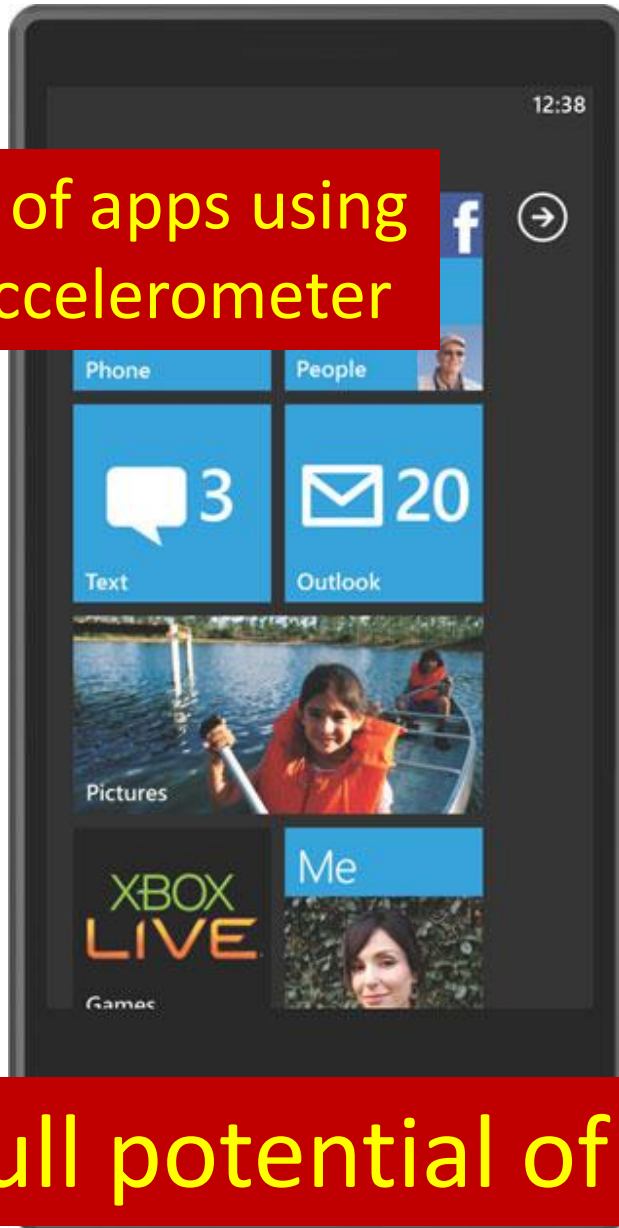 12:38
of apps using
ccelerometer
f
Phone
People
3
20
Text
Outlook
Pictures
XBOX
LIVE
Me
Games
ull potential of